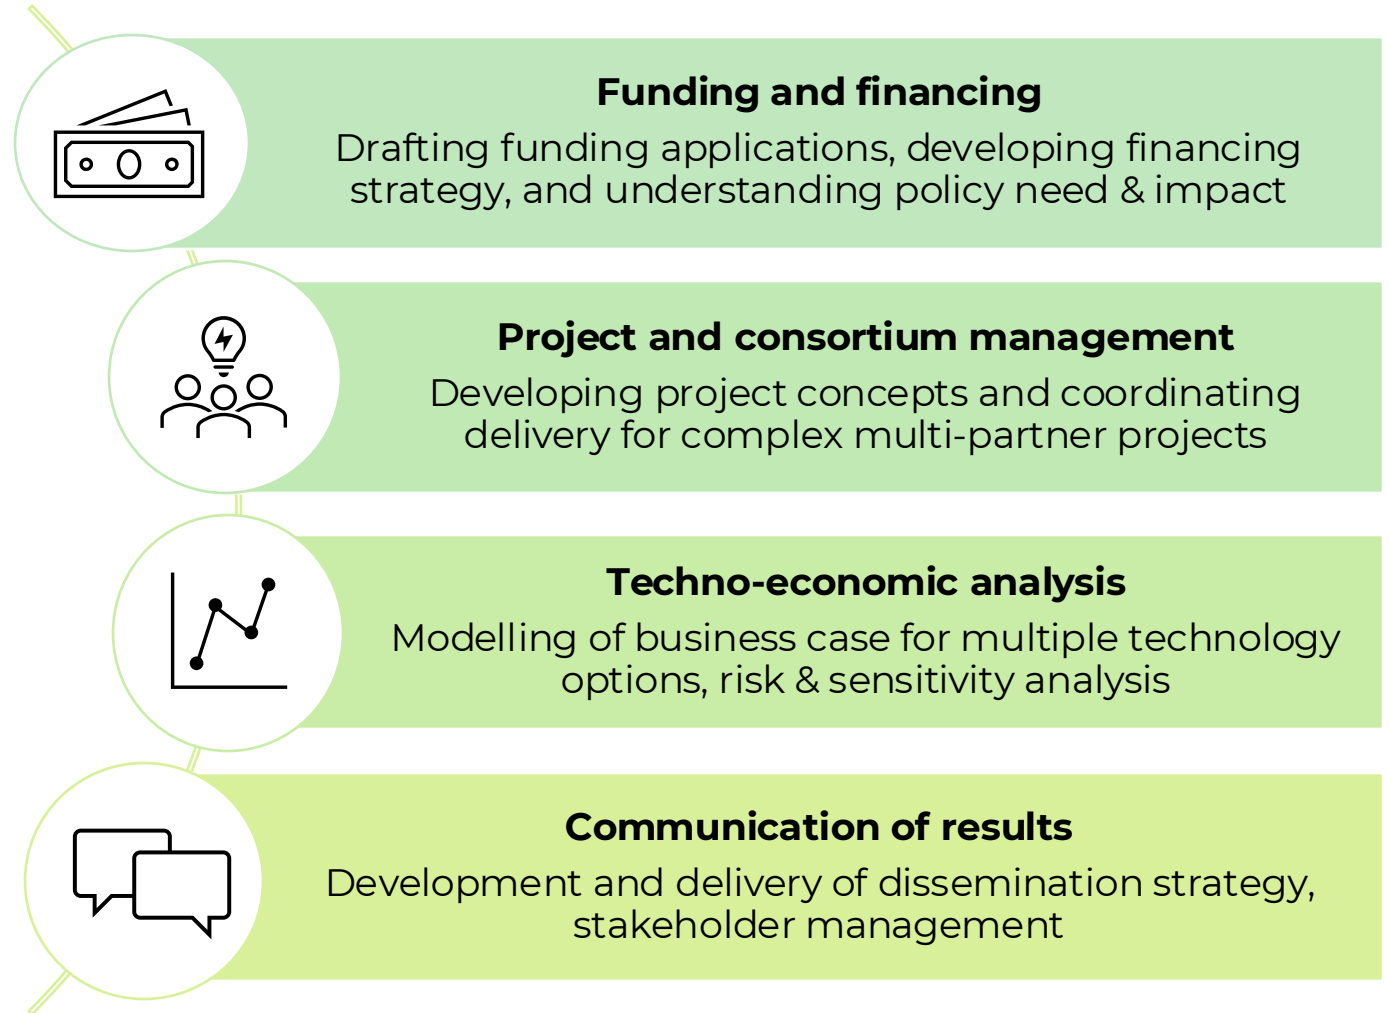 Funding and financing
Drafting funding applications, developing financing
strategy, and understanding policy need & impact
Project and consortium management
Developing project concepts and coordinating
delivery for complex multi-partner projects
Techno-economic analysis
Modelling of business case for multiple technology
options, risk & sensitivity analysis
Communication of results
Development and delivery of dissemination strategy,
stakeholder management